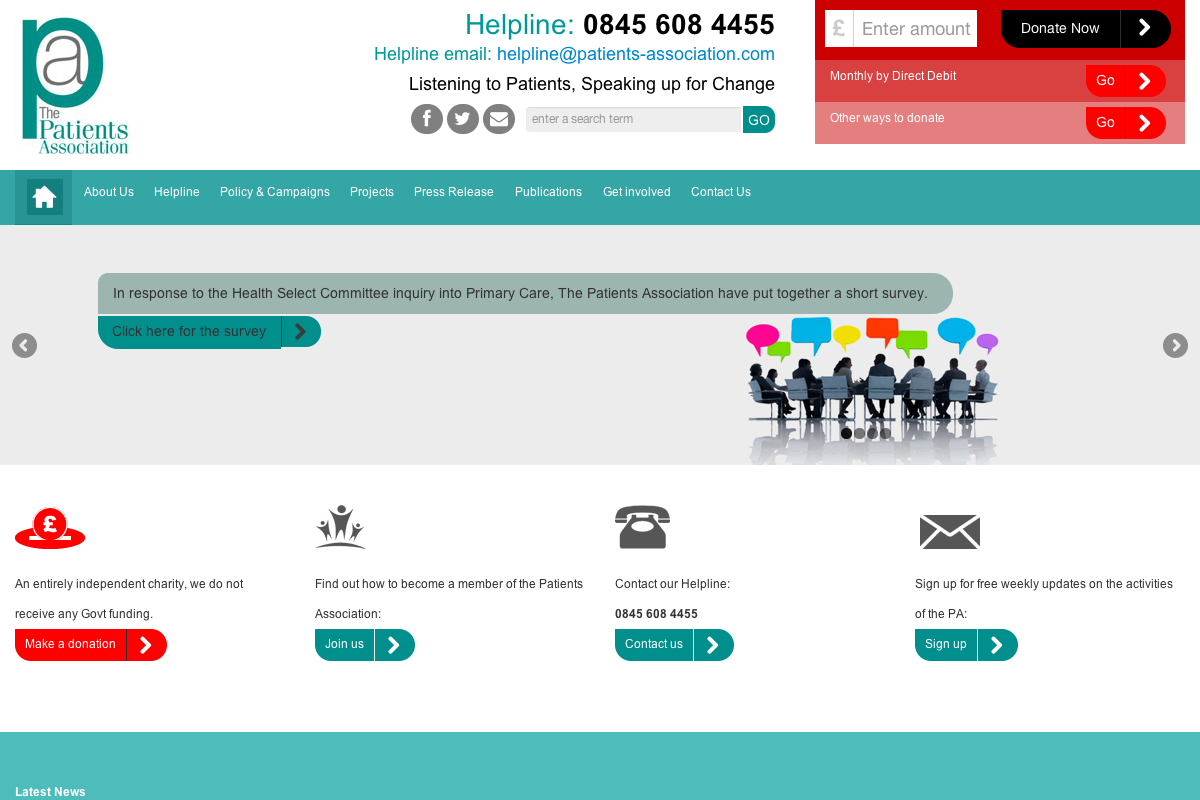 pa
The
Patients
Association
Helpline: 0845 608 4455
Helpline email: helpline@patients-association.com
Listening to Patients, Speaking up for Change
enter a search term
GO
£
Enter amount
Donate Now
Monthly by Direct Debit
Go
Other ways to donate
Go
About Us
Helpline
Policy & Campaigns
Projects
Press Release
Publications
Get involved
Contact Us
In response to the Health Select Committee inquiry into Primary Care, The Patients Association have put together a short survey.
Click here for the survey
£
An entirely independent charity, we do not
receive any Govt funding.
Make a donation
Find out how to become a member of the Patients
Association:
Join us
Contact our Helpline:
0845 608 4455
Contact us
Sign up for free weekly updates on the activities
of the PA:
Sign up
Latest News